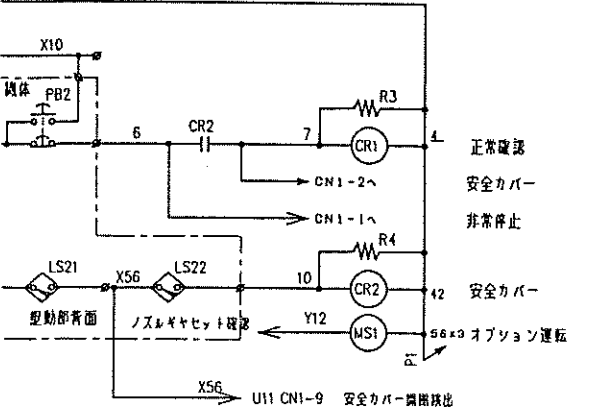 X10
機体
PB2
R3
6
CR2
7
CR1
4
正常確認
CN1-2へ
安全カバー
CN1-1へ
非常停止
R4
LS21
X56
LS22
10
CR2
42
安全カバー
駆動部背面
ノズルギヤセット確認
Y12
MS1
56x3
オプション運転
P1
X56
U11 CN1-9
安全カバー開閉検出